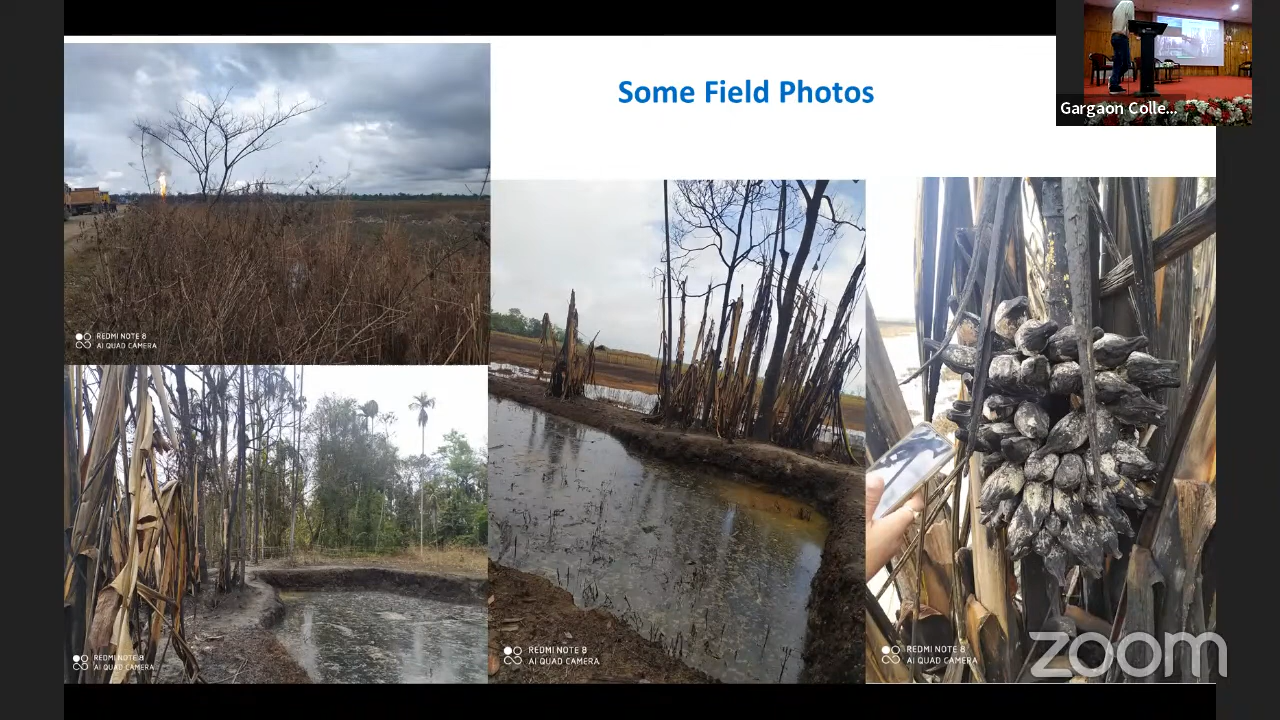 Some Field Photos
Gargaon Colle...
REDMI NOTE 8
AI QUAD CAMERA
REDMI NOTE 8
AI QUAD CAMERA
REDMI NOTE 8
AI QUAD CAMERA
REDMI NOTE 8
AI QUAD CAMERA
zoom